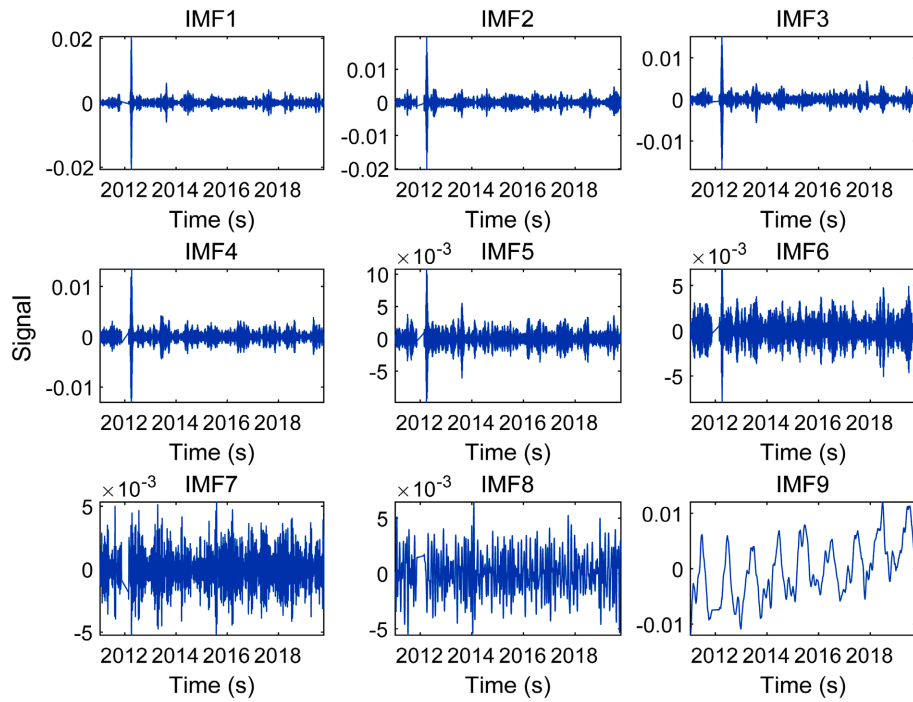 IMF1 IMF2 IMF3
0.02
0
-0.02
2012 2014 2016 2018
Time (s)
0.01
0
-0.01
-0.02
2012 2014 2016 2018
Time (s)
0.01
0
-0.01
2012 2014 2016 2018
Time (s)
Signal
IMF4
0.01
0
-0.01
2012 2014 2016 2018
Time (s)
×10⁻³ IMF5
10
5
0
-5
2012 2014 2016 2018
Time (s)
×10⁻³ IMF6
5
0
-5
2012 2014 2016 2018
Time (s)
×10⁻³ IMF7
5
0
-5
2012 2014 2016 2018
Time (s)
×10⁻³ IMF8
5
0
-5
2012 2014 2016 2018
Time (s)
IMF9
0.01
0
-0.01
2012 2014 2016 2018
Time (s)